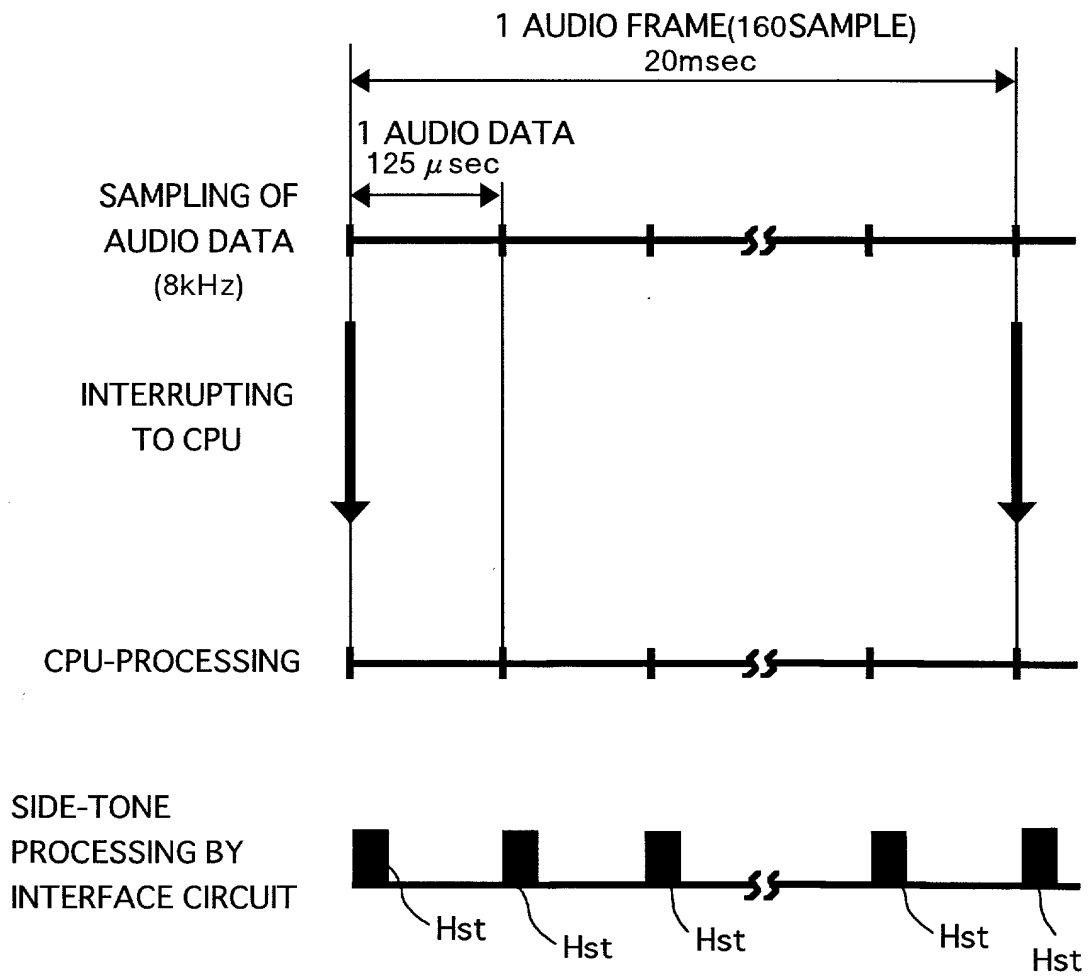 1 AUDIO FRAME(160SAMPLE)
20msec
1 AUDIO DATA
125 μsec
SAMPLING OF
AUDIO DATA
(8kHz)
INTERRUPTING
TO CPU
CPU-PROCESSING
SIDE-TONE
PROCESSING BY
INTERFACE CIRCUIT
Hst
Hst
Hst
Hst
Hst